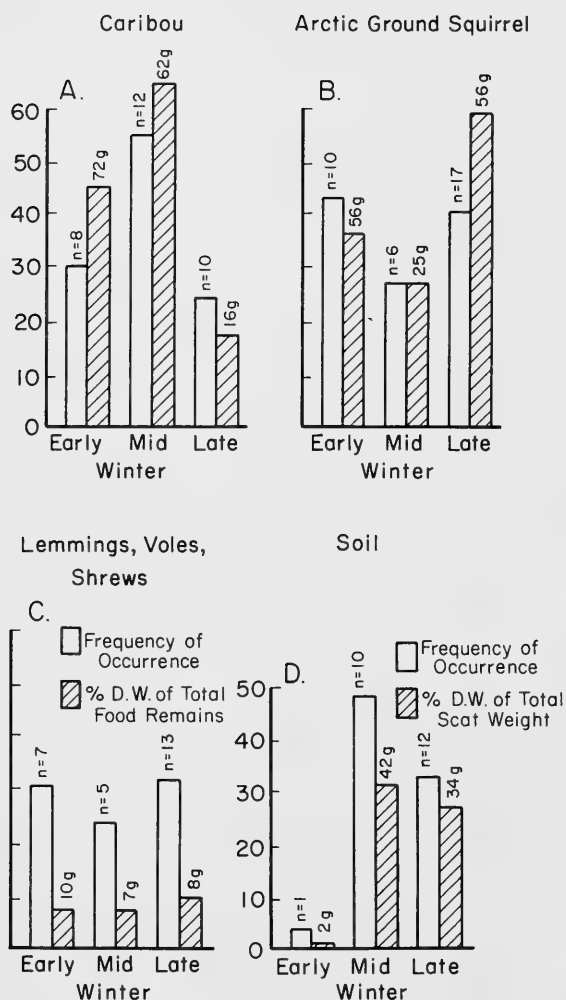 Caribou
Arctic Ground Squirrel
A.
60
50
40
30
20
10
0
n=8
72g
n=12
62g
n=10
16g
Early Mid Late
Winter
B.
n=10
56g
n=6
25g
n=17
56g
Early Mid Late
Winter
Lemmings, Voles,
Shrews
C.
Frequency of
Occurrence
% D.W. of Total
Food Remains
n=7
10g
n=5
7g
n=13
8g
Early Mid Late
Winter
Soil
D.
Frequency of
Occurrence
% D.W. of Total
Scat Weight
50
40
30
20
10
0
n=1
2g
n=10
42g
n=12
34g
Early Mid Late
Winter